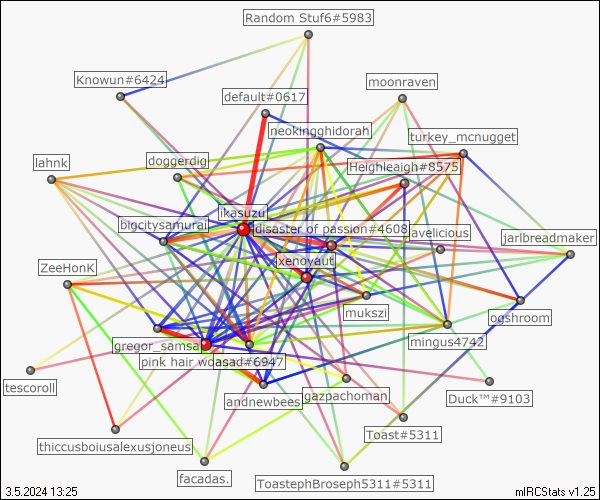 Random Stuf6#5983
Knowun#6424
moonraven
default#0617
neokingghidorah
turkey_mcnugget
doggerdig
Heighleaigh#8575
lahnk
ikasuzu
bigcitysamurai
disaster of passion#4608
avelicious
jarlbreadmaker
xenoyaut
ZeeHonK
mukszi
ogshroom
gregor_samsa
mingus4742
pink hair wo
asad#6947
tescoroll
andnewbees
gazpachoman
Duck™#9103
Toast#5311
thiccusboiusalexusjoneus
facadas.
ToastephBroseph5311#5311
3.5.2024 13:25
mIRCStats v1.25